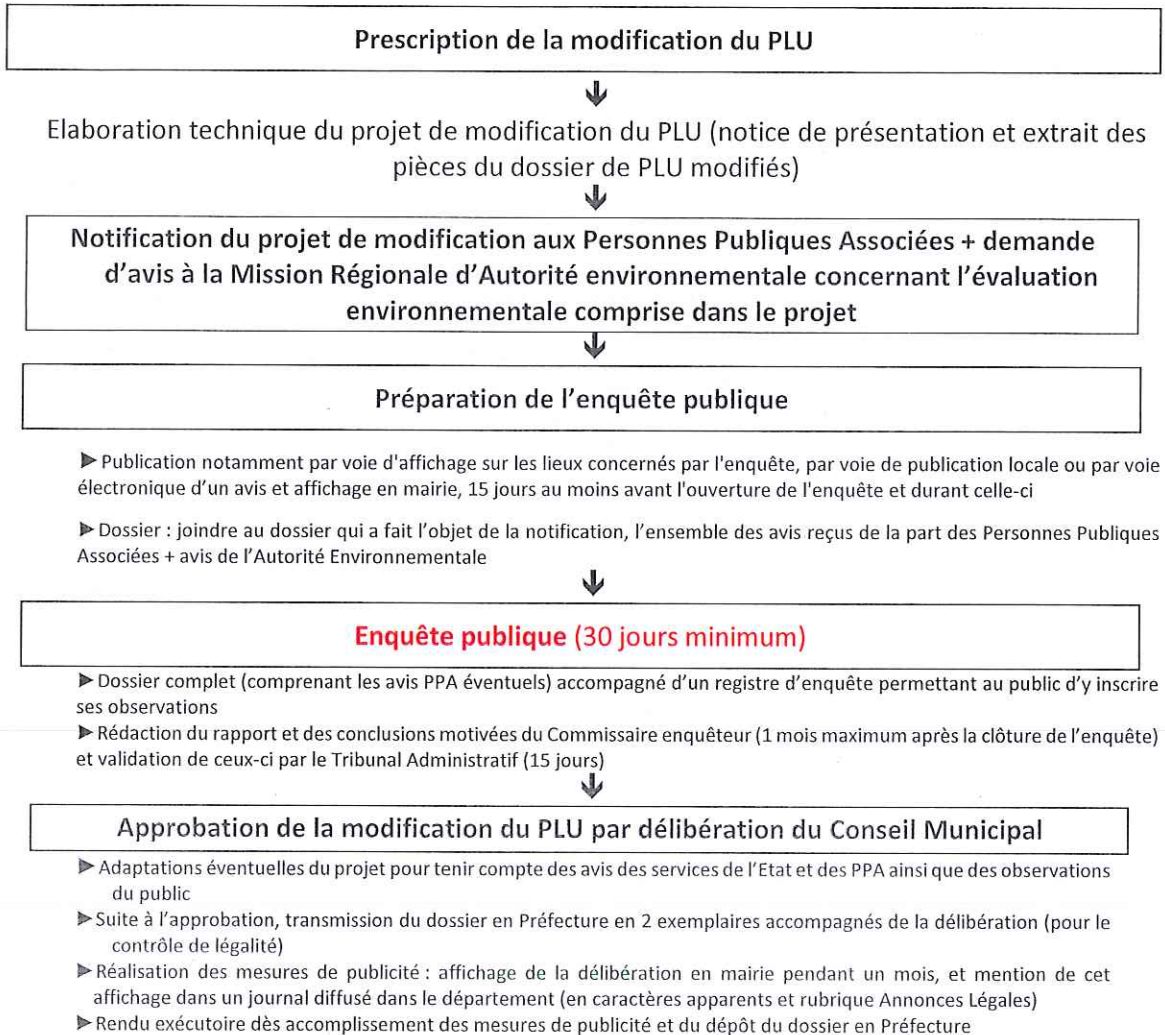 Prescription de la modification du PLU
Elaboration technique du projet de modification du PLU (notice de présentation et extrait des
pièces du dossier de PLU modifiés)
Notification du projet de modification aux Personnes Publiques Associées + demande
d'avis à la Mission Régionale d'Autorité environnementale concernant l'évaluation
environnementale comprise dans le projet
Préparation de l'enquête publique
Publication notamment par voie d'affichage sur les lieux concernés par l'enquête, par voie de publication locale ou par voie
électronique d'un avis et affichage en mairie, 15 jours au moins avant l'ouverture de l'enquête et durant celle-ci
Dossier : joindre au dossier qui a fait l'objet de la notification, l'ensemble des avis reçus de la part des Personnes Publiques
Associées + avis de l'Autorité Environnementale
Enquête publique (30 jours minimum)
Dossier complet (comprenant les avis PPA éventuels) accompagné d'un registre d'enquête permettant au public d'y inscrire
ses observations
Rédaction du rapport et des conclusions motivées du Commissaire enquêteur (1 mois maximum après la clôture de l'enquête)
et validation de ceux-ci par le Tribunal Administratif (15 jours)
Approbation de la modification du PLU par délibération du Conseil Municipal
Adaptations éventuelles du projet pour tenir compte des avis des services de l'Etat et des PPA ainsi que des observations
du public
Suite à l'approbation, transmission du dossier en Préfecture en 2 exemplaires accompagnés de la délibération (pour le
contrôle de légalité)
Réalisation des mesures de publicité : affichage de la délibération en mairie pendant un mois, et mention de cet
affichage dans un journal diffusé dans le département (en caractères apparents et rubrique Annonces Légales)
Rendu exécutoire dès accomplissement des mesures de publicité et du dépôt du dossier en Préfecture